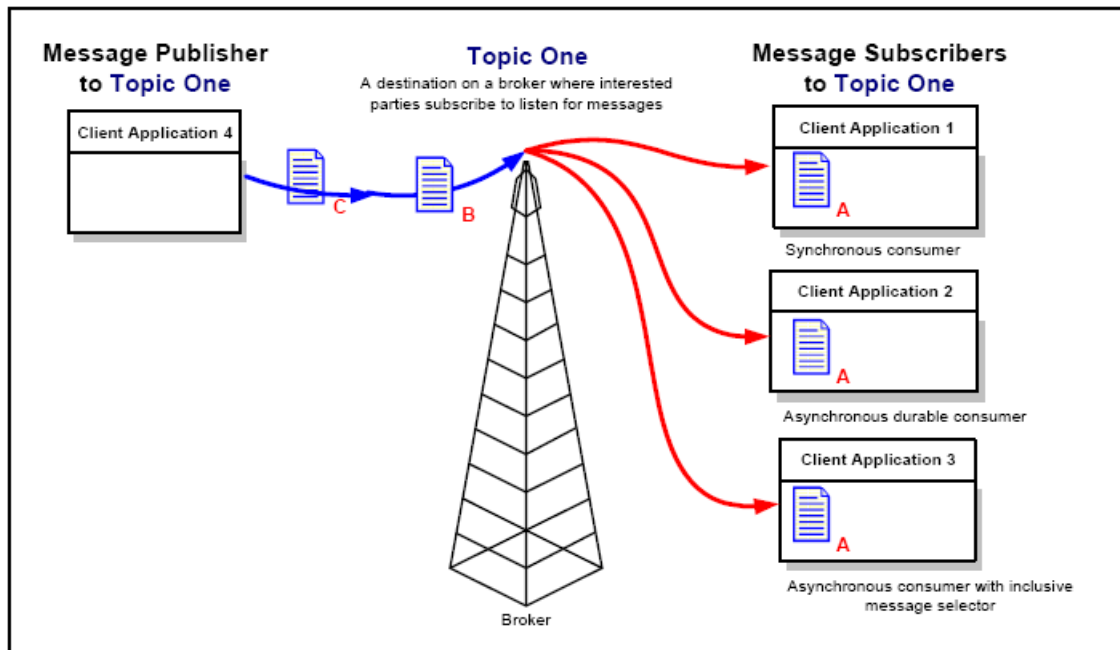 Message Publisher
to Topic One
Client Application 4
C
B
Topic One
A destination on a broker where interested
parties subscribe to listen for messages
Broker
Message Subscribers
to Topic One
Client Application 1
A
Synchronous consumer
Client Application 2
A
Asynchronous durable consumer
Client Application 3
A
Asynchronous consumer with inclusive
message selector